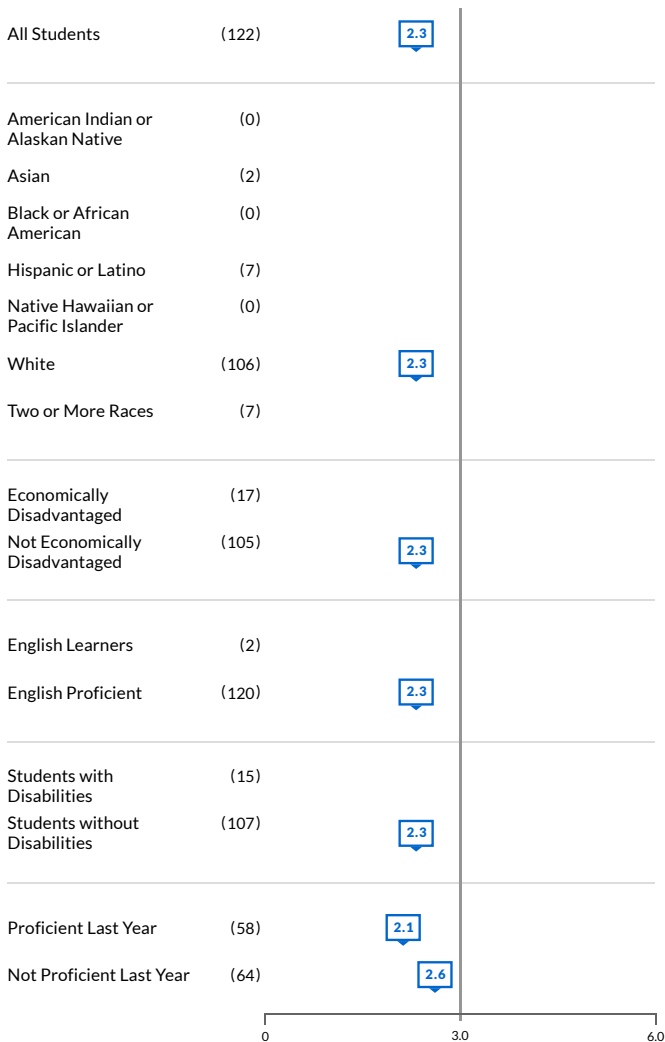 All Students (122) 2.3
American Indian or (0)
Alaskan Native
Asian (2)
Black or African (0)
American
Hispanic or Latino (7)
Native Hawaiian or (0)
Pacific Islander
White (106) 2.3
Two or More Races (7)
Economically (17)
Disadvantaged
Not Economically (105) 2.3
Disadvantaged
English Learners (2)
English Proficient (120) 2.3
Students with (15)
Disabilities
Students without (107) 2.3
Disabilities
Proficient Last Year (58) 2.1
Not Proficient Last Year (64) 2.6
0 3.0 6.0